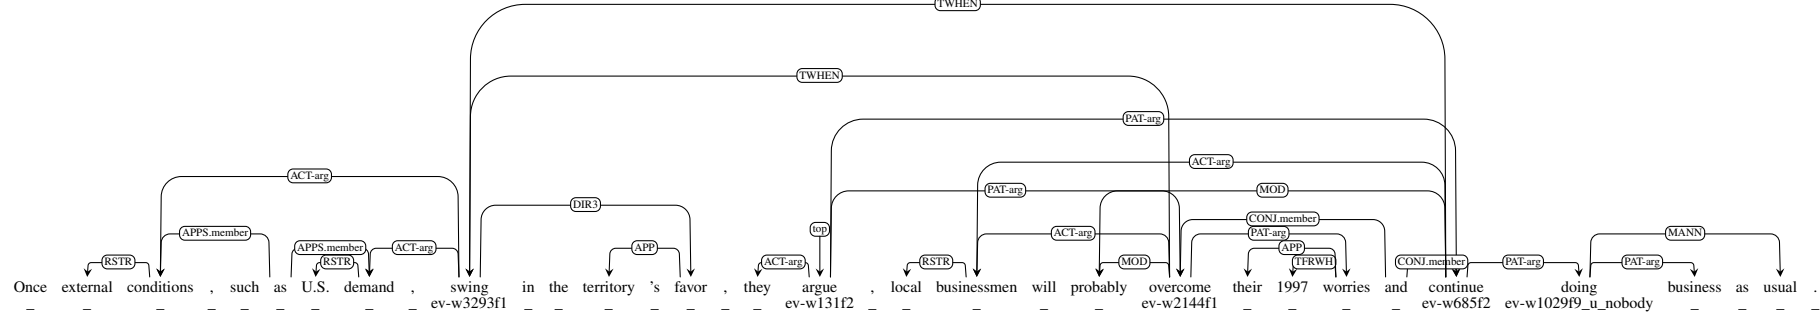 TWHEN
TWHEN
PAT-arg
ACT-arg
ACT-arg PAT-arg MOD
DIR3
CONJ.member
top
APPS.member ACT-arg PAT-arg MANN
APPS.member ACT-arg APP APP
RSTR RSTR ACT-arg RSTR MOD TFRWH CONJ.member PAT-arg PAT-arg
Once external conditions , such as U.S. demand , swing in the territory 's favor , they argue , local businessmen will probably overcome their 1997 worries and continue doing business as usual .
_ _ _ _ _ _ _ _ _ ev-w3293f1 _ _ _ _ _ _ _ ev-w131f2 _ _ _ _ _ ev-w2144f1 _ _ _ _ ev-w685f2 ev-w1029f9_u_nobody _ _ _ _